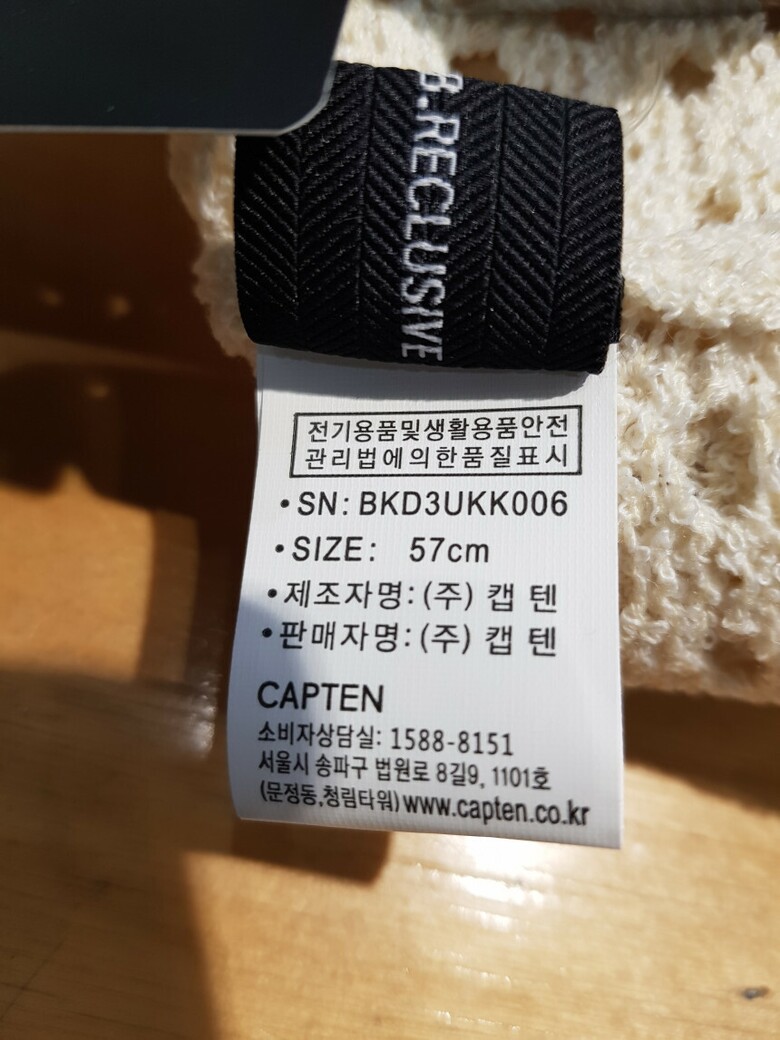 B.RECLUSIVE
전기용품및생활용품안전
관리법에의한품질표시
•SN: BKD3UKK006
•SIZE: 57cm
•제조자명:(주) 캡 텐
•판매자명:(주) 캡 텐
CAPTEN
소비자상담실: 1588-8151
서울시 송파구 법원로 8길9, 1101호
(문정동,청림타워) www.capten.co.kr